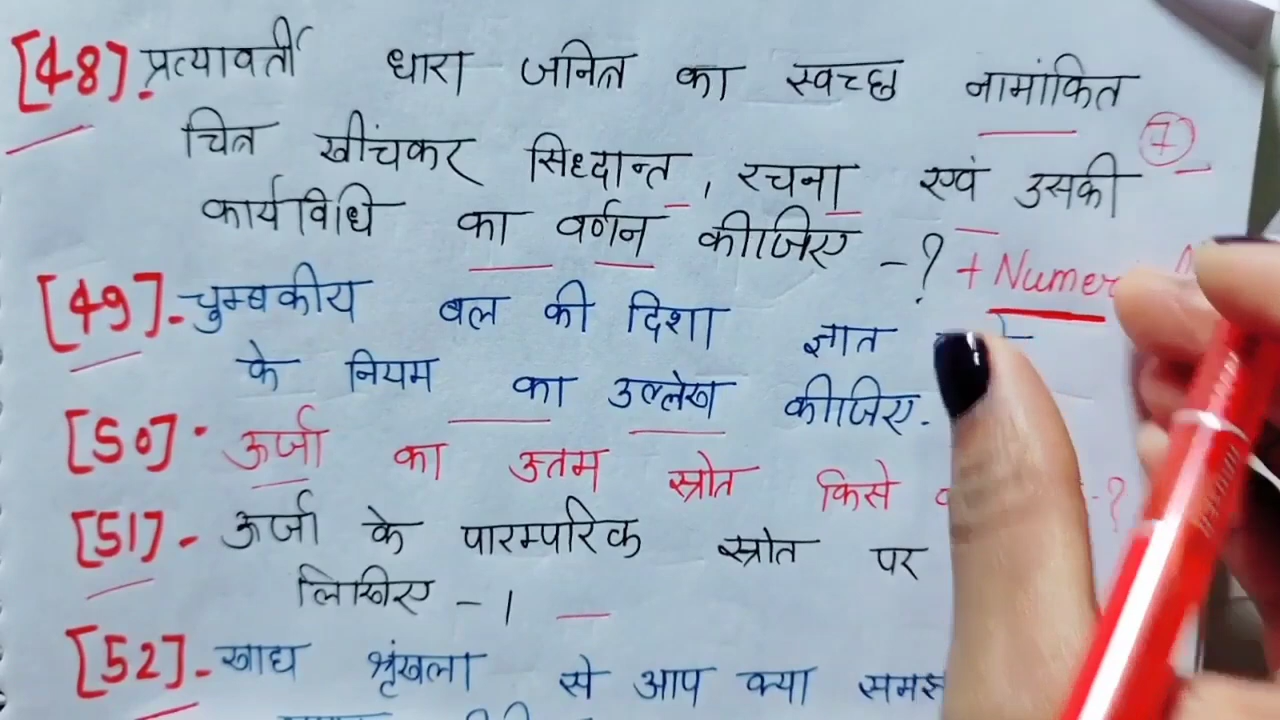 [48]. प्रत्यावर्ती धारा जनित्र का स्वच्छ नामांकित
चित्र खींचकर सिध्दान्त, रचना एवं उसकी (7)
कार्यविधि का वर्णन कीजिए -? + Numer
[49]. चुम्बकीय बल की दिशा ज्ञात
के नियम का उल्लेख कीजिए.
[50]. ऊर्जा का उत्तम स्रोत किसे -?
[51]. ऊर्जा के पारम्परिक स्रोत पर
लिखिए -।
[52]. खाद्य श्रृंखला से आप क्या